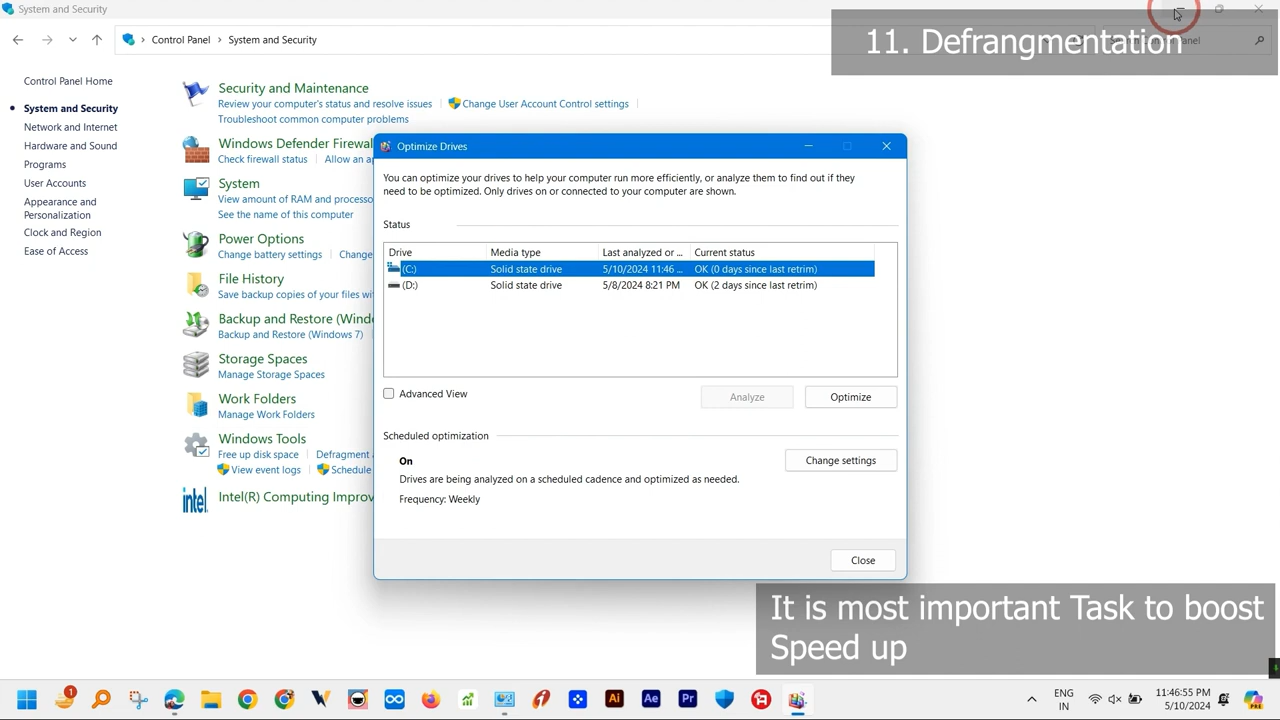 System and Security
11. Defrangmentation
Control Panel
System and Security
Control Panel Home
System and Security
Network and Internet
Hardware and Sound
Programs
User Accounts
Appearance and
Personalization
Clock and Region
Ease of Access
Security and Maintenance
Review your computer's status and resolve issues
Change User Account Control settings
Troubleshoot common computer problems
Windows Defender Firewal
Check firewall status
Allow an a
System
View amount of RAM and processo
See the name of this computer
Power Options
Change battery settings
Change
File History
Save backup copies of your files wit
Backup and Restore (Wind
Backup and Restore (Windows 7)
Storage Spaces
Manage Storage Spaces
Work Folders
Manage Work Folders
Windows Tools
Free up disk space
Defragment
View event logs
Schedule
Intel(R) Computing Improv
intel
Optimize Drives
You can optimize your drives to help your computer run more efficiently, or analyze them to find out if they
need to be optimized. Only drives on or connected to your computer are shown.
Status
Drive Media type Last analyzed or ... Current status
(C:) Solid state drive 5/10/2024 11:46 ... OK (0 days since last retrim)
(D:) Solid state drive 5/8/2024 8:21 PM OK (2 days since last retrim)
Advanced View
Analyze
Optimize
Scheduled optimization
On
Change settings
Drives are being analyzed on a scheduled cadence and optimized as needed.
Frequency: Weekly
Close
It is most important Task to boost
Speed up
1
Ai
Ae
Pr
ENG
IN
11:46:55 PM
5/10/2024
PRE